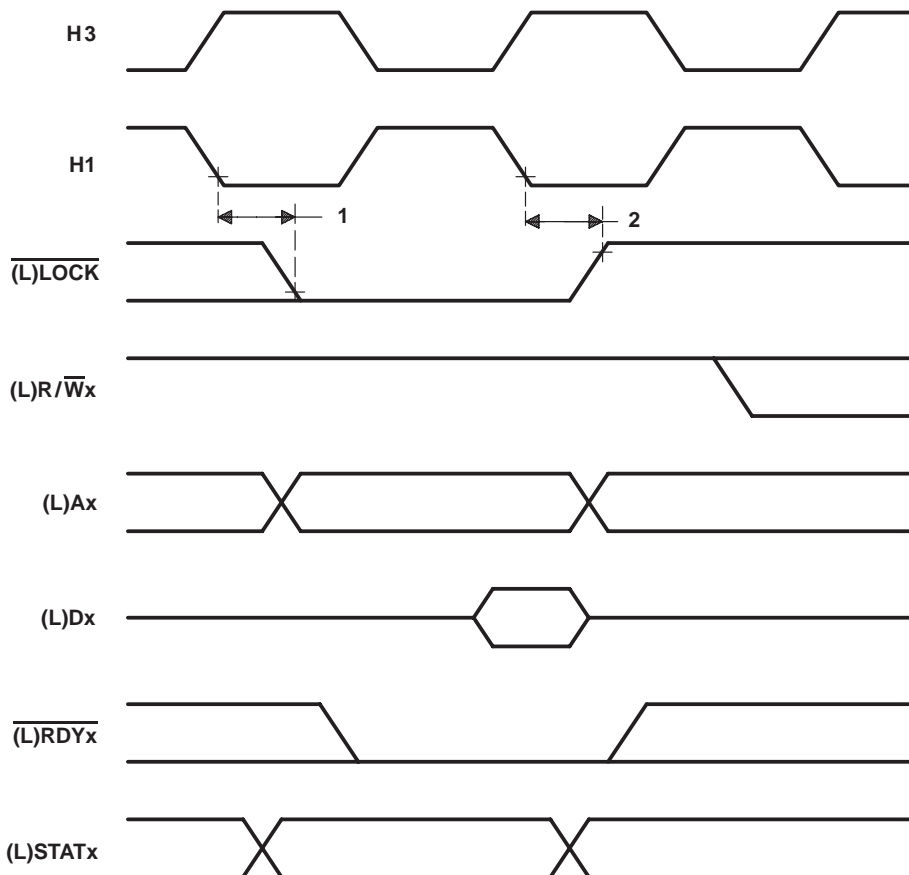 H3
H1
1
2
(L)LOCK
(L)R/Wx
(L)Ax
(L)Dx
(L)RDYx
(L)STATx